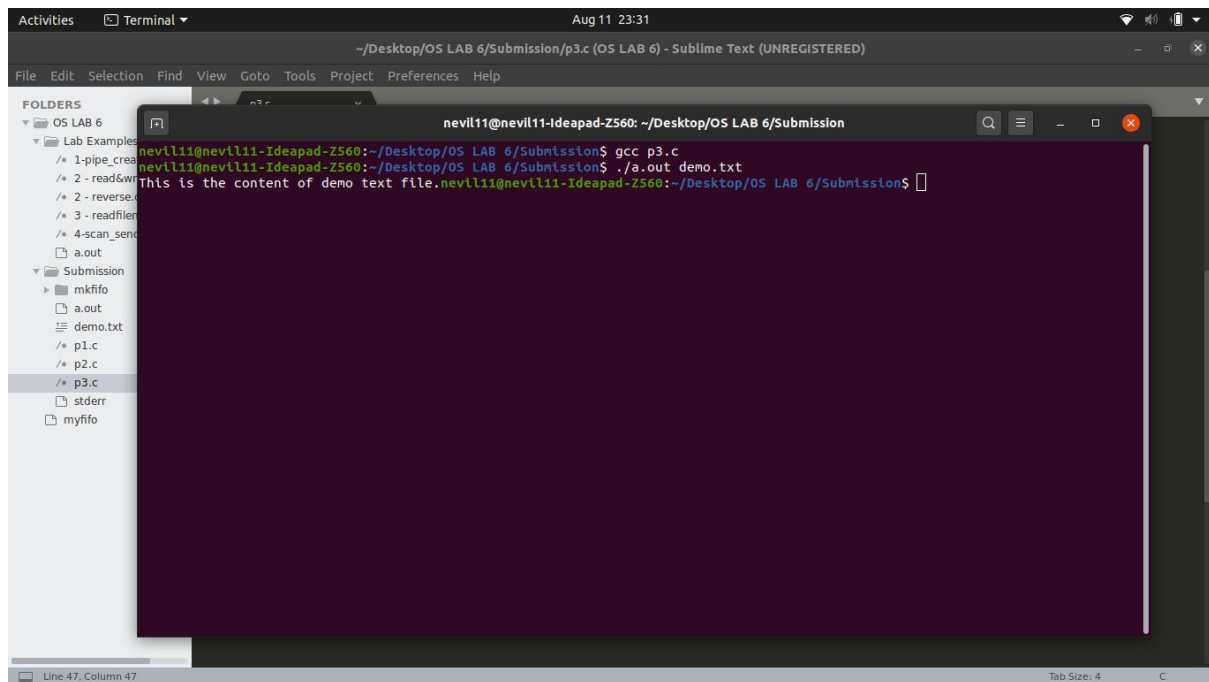 Activities Terminal Aug 11 23:31
~/Desktop/OS LAB 6/Submission/p3.c (OS LAB 6) - Sublime Text (UNREGISTERED)
File Edit Selection Find View Goto Tools Project Preferences Help
FOLDERS
OS LAB 6
Lab Examples
/* 1-pipe_crea
/* 2 - read&wr
/* 2 - reverse.
/* 3 - readfilen
/* 4-scan_send
a.out
Submission
mkfifo
a.out
demo.txt
/* p1.c
/* p2.c
/* p3.c
stderr
myfifo
p3.c
nevil11@nevil11-Ideapad-Z560: ~/Desktop/OS LAB 6/Submission
nevil11@nevil11-Ideapad-Z560:~/Desktop/OS LAB 6/Submission$ gcc p3.c
nevil11@nevil11-Ideapad-Z560:~/Desktop/OS LAB 6/Submission$ ./a.out demo.txt
This is the content of demo text file.nevil11@nevil11-Ideapad-Z560:~/Desktop/OS LAB 6/Submission$
Line 47, Column 47 Tab Size: 4 C